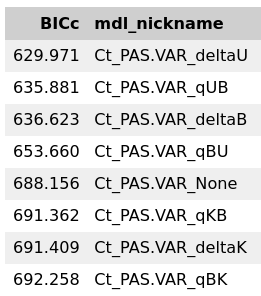 BICc mdl_nickname
629.971 Ct_PAS.VAR_deltaU
635.881 Ct_PAS.VAR_qUB
636.623 Ct_PAS.VAR_deltaB
653.660 Ct_PAS.VAR_qBU
688.156 Ct_PAS.VAR_None
691.362 Ct_PAS.VAR_qKB
691.409 Ct_PAS.VAR_deltaK
692.258 Ct_PAS.VAR_qBK